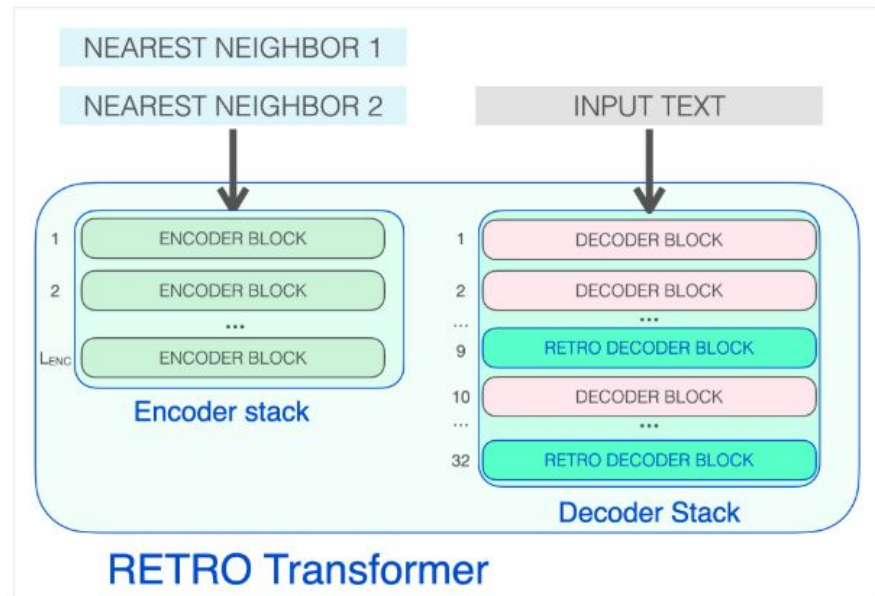 NEAREST NEIGHBOR 1
NEAREST NEIGHBOR 2
INPUT TEXT
1 ENCODER BLOCK
2 ENCODER BLOCK
...
LENC ENCODER BLOCK
Encoder stack
1 DECODER BLOCK
2 DECODER BLOCK
... ...
9 RETRO DECODER BLOCK
10 DECODER BLOCK
... ...
32 RETRO DECODER BLOCK
Decoder Stack
RETRO Transformer